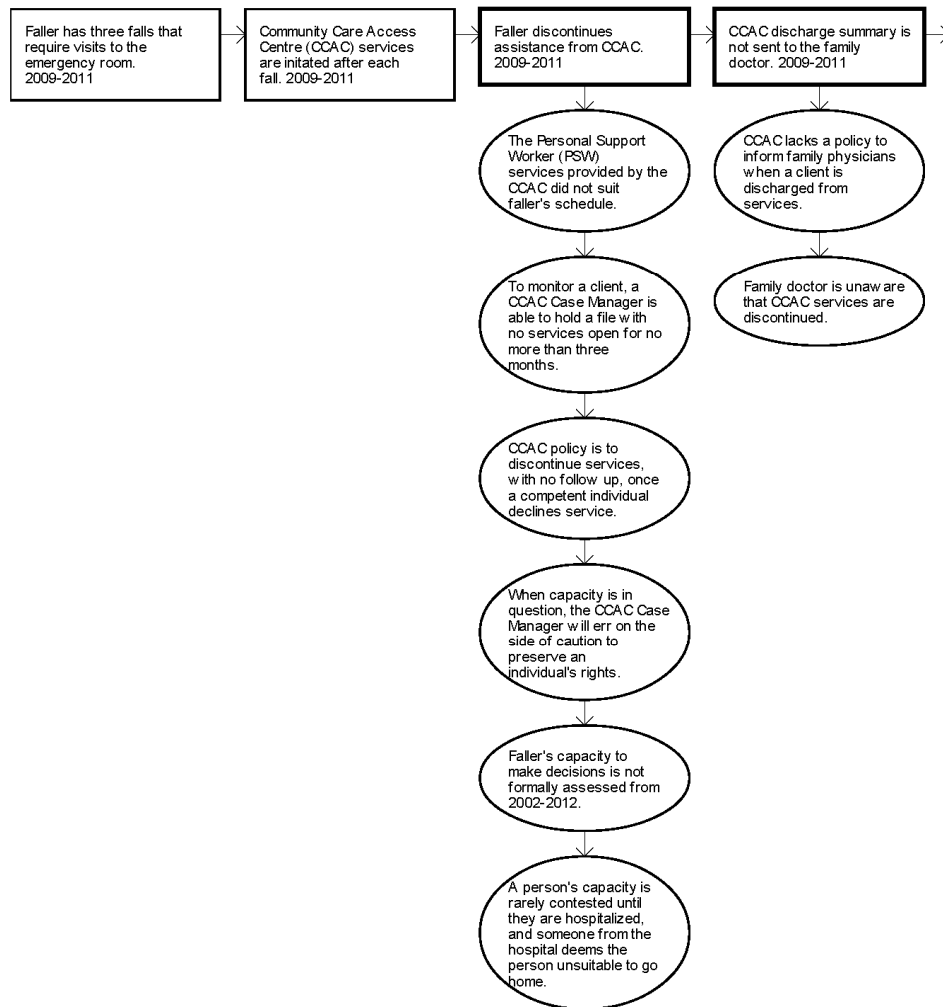 Faller has three falls that
require visits to the
emergency room.
2009-2011
Community Care Access
Centre (CCAC) services
are initated after each
fall. 2009-2011
Faller discontinues
assistance from CCAC.
2009-2011
CCAC discharge summary is
not sent to the family
doctor. 2009-2011
The Personal Support
Worker (PSW)
services provided by the
CCAC did not suit
faller's schedule.
To monitor a client, a
CCAC Case Manager is
able to hold a file with
no services open for no
more than three
months.
CCAC policy is to
discontinue services,
with no follow up, once
a competent individual
declines service.
When capacity is in
question, the CCAC Case
Manager will err on the
side of caution to
preserve an
individual's rights.
Faller's capacity to
make decisions is not
formally assessed from
2002-2012.
A person's capacity is
rarely contested until
they are hospitalized,
and someone from the
hospital deems the
person unsuitable to go
home.
CCAC lacks a policy to
inform family physicians
when a client is
discharged from
services.
Family doctor is unaware
that CCAC services are
discontinued.